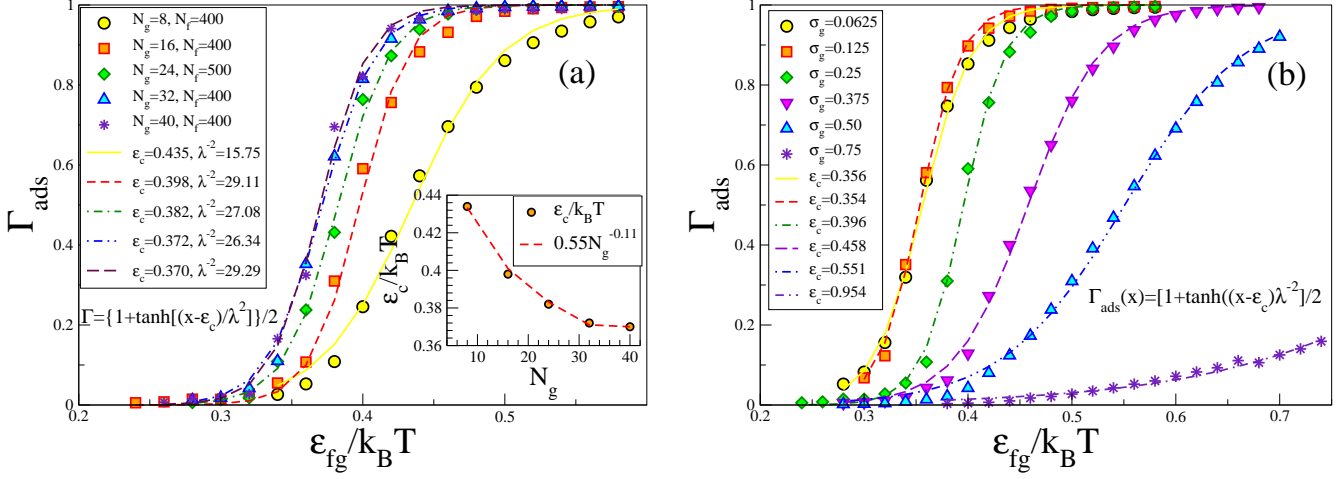 1
0.8
0.6
0.4
0.2
0
Γads
0.2
0.3
0.4
0.5
εfg/kBT
(a)
Ng=8, Nf=400
Ng=16, Nf=400
Ng=24, Nf=500
Ng=32, Nf=400
Ng=40, Nf=400
εc=0.435, λ-2=15.75
εc=0.398, λ-2=29.11
εc=0.382, λ-2=27.08
εc=0.372, λ-2=26.34
εc=0.370, λ-2=29.29
Γ={1+tanh[(x-εc)/λ2]}/2
0.44
0.42
0.4
0.38
0.36
εc/kBT
10
20
30
40
Ng
εc/kBT
0.55Ng-0.11
1
0.8
0.6
0.4
0.2
0
Γads
0.2
0.3
0.4
0.5
0.6
0.7
εfg/kBT
(b)
σg=0.0625
σg=0.125
σg=0.25
σg=0.375
σg=0.50
σg=0.75
εc=0.356
εc=0.354
εc=0.396
εc=0.458
εc=0.551
εc=0.954
Γads(x)=[1+tanh((x-εc)λ-2]/2